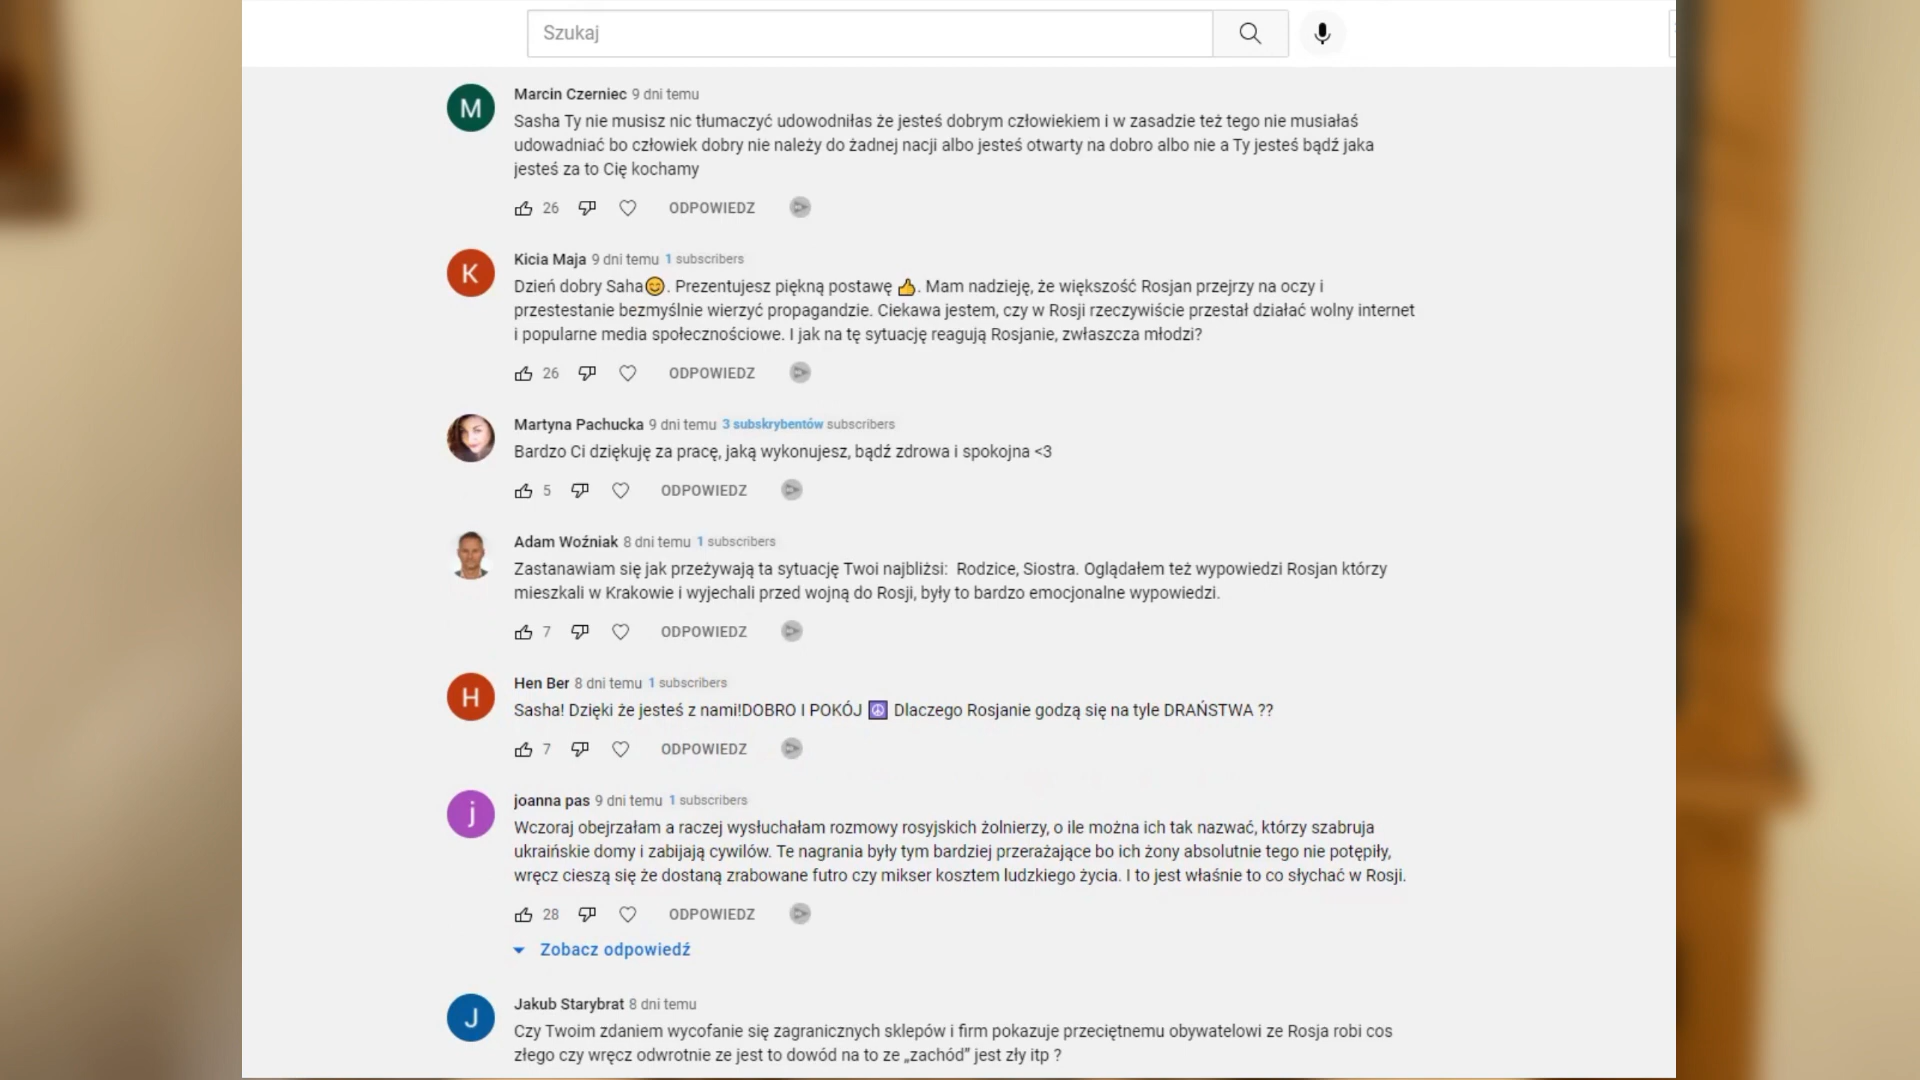 Szukaj
M
Marcin Czerniec 9 dni temu
Sasha Ty nie musisz nic tłumaczyć udowodniłas że jesteś dobrym człowiekiem i w zasadzie też tego nie musiałaś
udowadniać bo człowiek dobry nie należy do żadnej nacji albo jesteś otwarty na dobro albo nie a Ty jesteś bądź jaka
jesteś za to Cię kochamy
26 ODPOWIEDZ
K
Kicia Maja 9 dni temu 1 subscribers
Dzień dobry Saha😊. Prezentujesz piękną postawę 👍. Mam nadzieję, że większość Rosjan przejrzy na oczy i
przestestanie bezmyślnie wierzyć propagandzie. Ciekawa jestem, czy w Rosji rzeczywiście przestał działać wolny internet
i popularne media społecznościowe. I jak na tę sytuację reagują Rosjanie, zwłaszcza młodzi?
26 ODPOWIEDZ
Martyna Pachucka 9 dni temu 3 subskrybentów subscribers
Bardzo Ci dziękuję za pracę, jaką wykonujesz, bądź zdrowa i spokojna <3
5 ODPOWIEDZ
Adam Woźniak 8 dni temu 1 subscribers
Zastanawiam się jak przeżywają ta sytuację Twoi najbliżsi: Rodzice, Siostra. Oglądałem też wypowiedzi Rosjan którzy
mieszkali w Krakowie i wyjechali przed wojną do Rosji, były to bardzo emocjonalne wypowiedzi.
7 ODPOWIEDZ
H
Hen Ber 8 dni temu 1 subscribers
Sasha! Dzięki że jesteś z nami!DOBRO I POKÓJ ☮ Dlaczego Rosjanie godzą się na tyle DRAŃSTWA ??
7 ODPOWIEDZ
j
joanna pas 9 dni temu 1 subscribers
Wczoraj obejrzałam a raczej wysłuchałam rozmowy rosyjskich żolnierzy, o ile można ich tak nazwać, którzy szabruja
ukraińskie domy i zabijają cywilów. Te nagrania były tym bardziej przerażające bo ich żony absolutnie tego nie potępiły,
wręcz cieszą się że dostaną zrabowane futro czy mikser kosztem ludzkiego życia. I to jest właśnie to co słychać w Rosji.
28 ODPOWIEDZ
Zobacz odpowiedź
J
Jakub Starybrat 8 dni temu
Czy Twoim zdaniem wycofanie się zagranicznych sklepów i firm pokazuje przeciętnemu obywatelowi ze Rosja robi cos
złego czy wręcz odwrotnie ze jest to dowód na to ze „zachód” jest zły itp ?